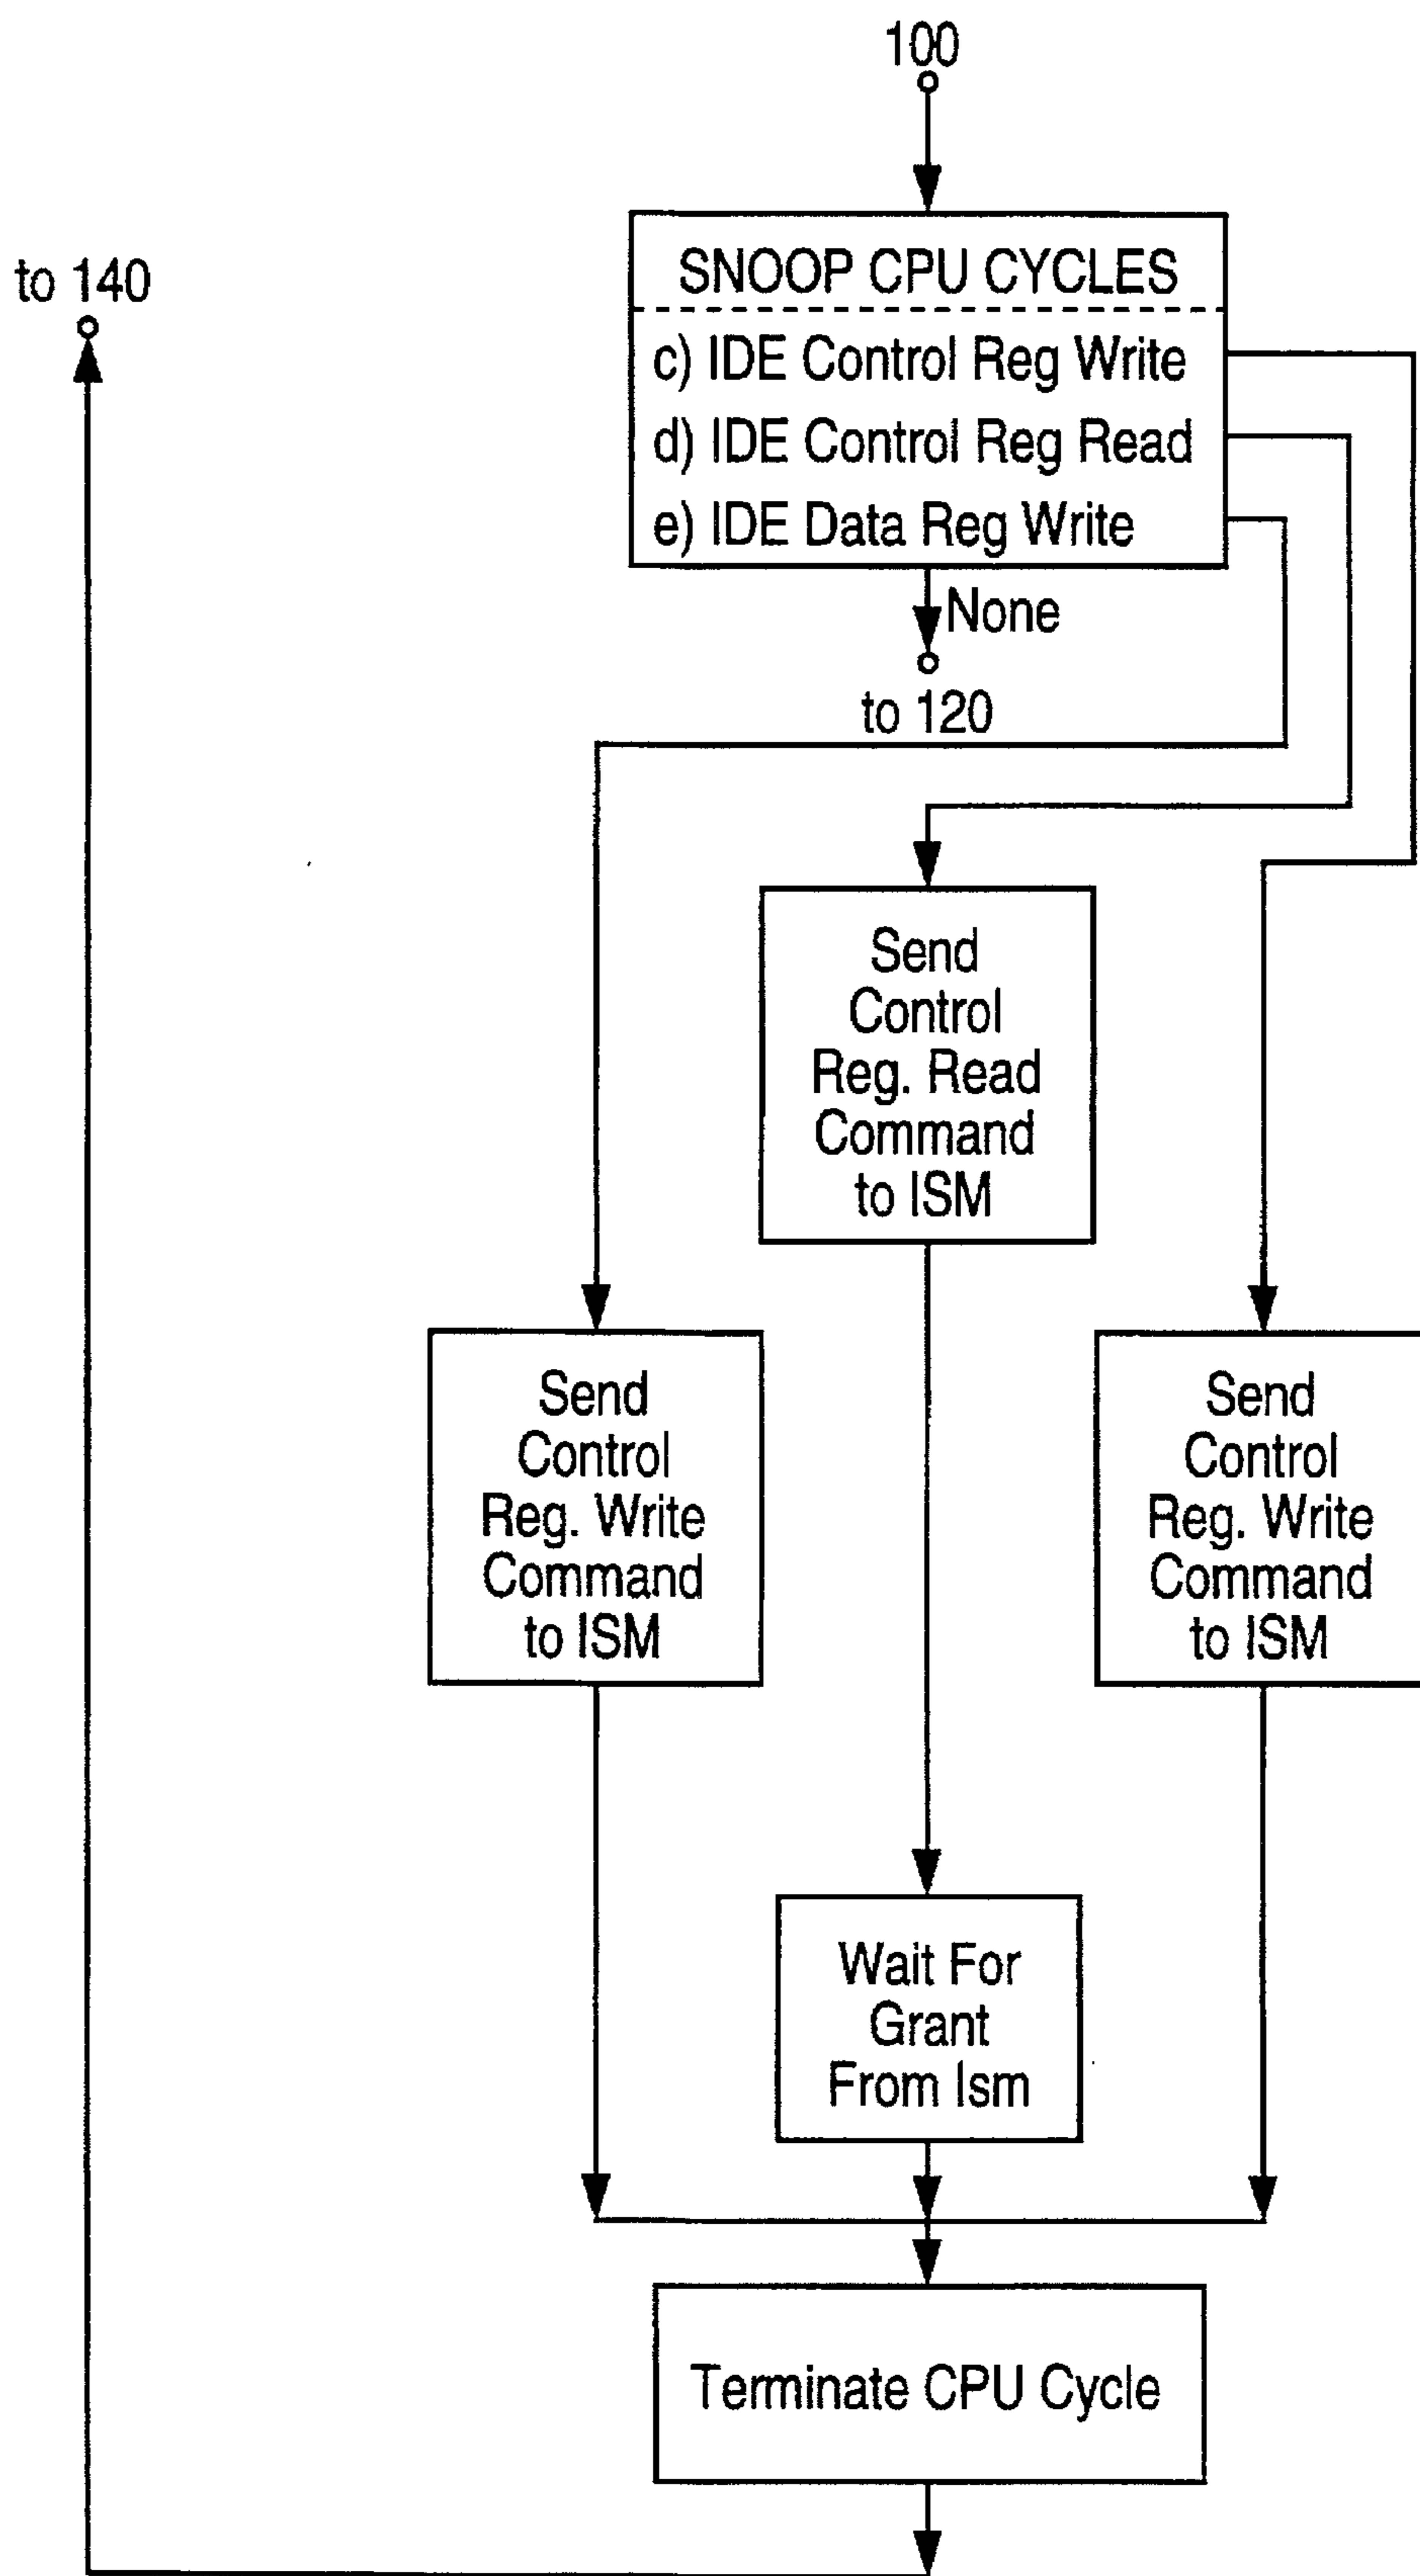 100
to 140
SNOOP CPU CYCLES
c) IDE Control Reg Write
d) IDE Control Reg Read
e) IDE Data Reg Write
None
to 120
Send
Control
Reg. Read
Command
to ISM
Send
Control
Reg. Write
Command
to ISM
Send
Control
Reg. Write
Command
to ISM
Wait For
Grant
From Ism
Terminate CPU Cycle